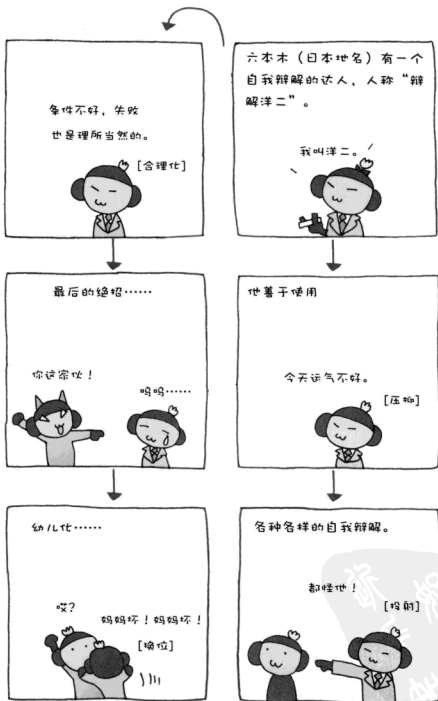 六本木（日本地名）有一个
自我辩解的达人，人称“辩
解洋二”。
我叫洋二。
他善于使用
今天运气不好。
[压抑]
各种各样的自我辩解。
都怪他！
[投射]
条件不好，失败
也是理所当然的。
[合理化]
最后的绝招……
你这家伙！
呜呜……
幼儿化……
哎？
妈妈坏！妈妈坏！
[换位]